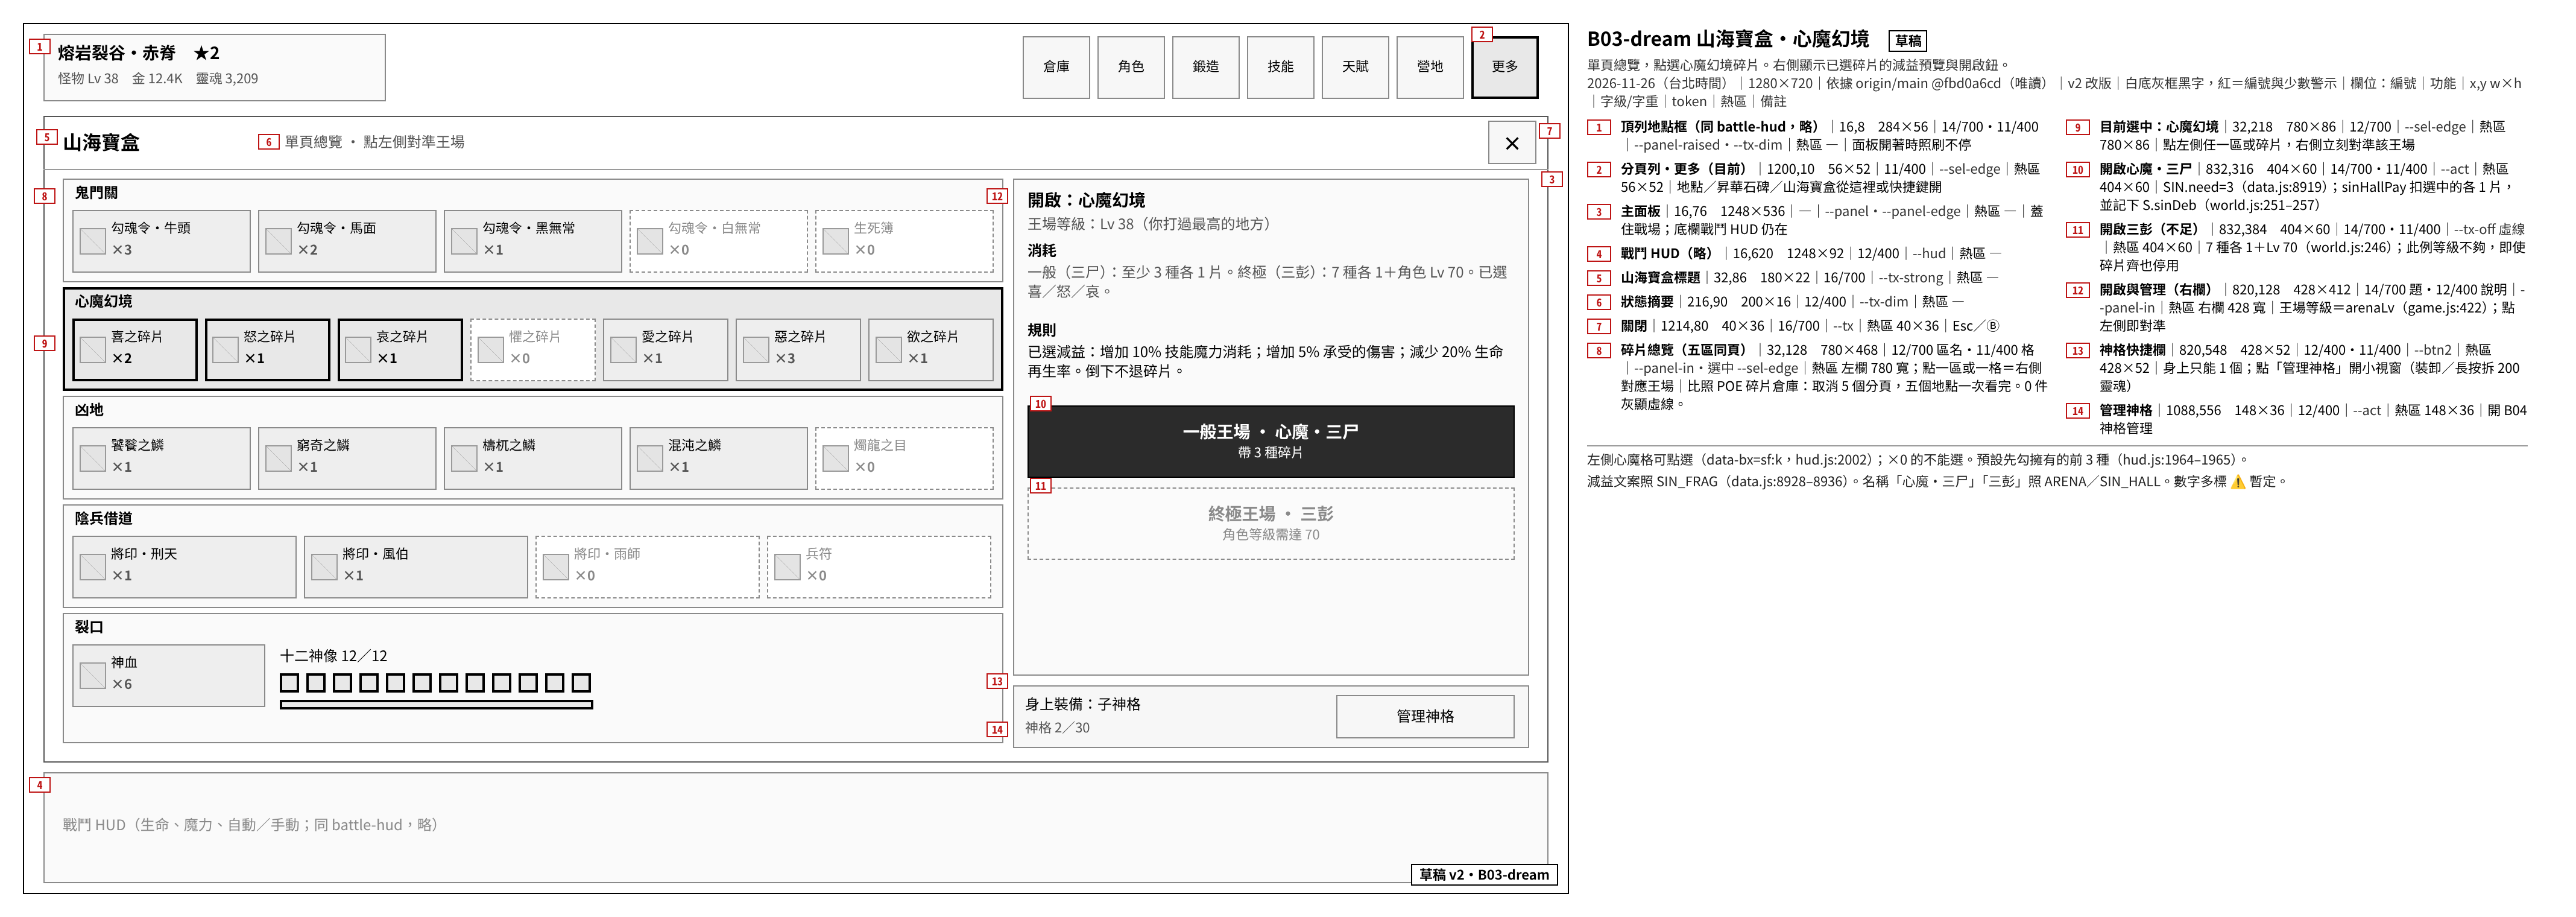 1
熔岩裂谷・赤脊　★2
怪物 Lv 38　金 12.4K　靈魂 3,209
倉庫
角色
鍛造
技能
天賦
營地
2
更多
5
山海寶盒
6 單頁總覽 ・ 點左側對準王場
×
7
3
8
鬼門關
勾魂令・牛頭
×3
勾魂令・馬面
×2
勾魂令・黑無常
×1
勾魂令・白無常
×0
生死簿
×0
9
心魔幻境
喜之碎片
×2
怒之碎片
×1
哀之碎片
×1
懼之碎片
×0
愛之碎片
×1
惡之碎片
×3
欲之碎片
×1
凶地
饕餮之鱗
×1
窮奇之鱗
×1
檮杌之鱗
×1
混沌之鱗
×1
燭龍之目
×0
陰兵借道
將印・刑天
×1
將印・風伯
×1
將印・雨師
×0
兵符
×0
裂口
神血
×6
十二神像 12／12
12
開啟：心魔幻境
王場等級：Lv 38（你打過最高的地方）
消耗
一般（三尸）：至少 3 種各 1 片。終極（三彭）：7 種各 1＋角色 Lv 70。已選
喜／怒／哀。
規則
已選減益：增加 10% 技能魔力消耗；增加 5% 承受的傷害；減少 20% 生命
再生率。倒下不退碎片。
10
一般王場 ・ 心魔・三尸
帶 3 種碎片
11
終極王場 ・ 三彭
角色等級需達 70
13
身上裝備：子神格
神格 2／30
14
管理神格
4
戰鬥 HUD（生命、魔力、自動／手動；同 battle-hud，略）
草稿 v2・B03-dream
B03-dream 山海寶盒・心魔幻境　草稿
單頁總覽，點選心魔幻境碎片。右側顯示已選碎片的減益預覽與開啟鈕。
2026-11-26（台北時間）｜1280×720｜依據 origin/main @fbd0a6cd（唯讀）｜v2 改版｜白底灰框黑字，紅＝編號與少數警示｜欄位：編號｜功能｜x,y w×h
｜字級/字重｜token｜熱區｜備註
1 頂列地點框（同 battle-hud，略）｜16,8　284×56｜14/700・11/400
｜--panel-raised・--tx-dim｜熱區 —｜面板開著時照刷不停
2 分頁列・更多（目前）｜1200,10　56×52｜11/400｜--sel-edge｜熱區
56×52｜地點／昇華石碑／山海寶盒從這裡或快捷鍵開
3 主面板｜16,76　1248×536｜—｜--panel・--panel-edge｜熱區 —｜蓋
住戰場；底欄戰鬥 HUD 仍在
4 戰鬥 HUD（略）｜16,620　1248×92｜12/400｜--hud｜熱區 —
5 山海寶盒標題｜32,86　180×22｜16/700｜--tx-strong｜熱區 —
6 狀態摘要｜216,90　200×16｜12/400｜--tx-dim｜熱區 —
7 關閉｜1214,80　40×36｜16/700｜--tx｜熱區 40×36｜Esc／Ⓑ
8 碎片總覽（五區同頁）｜32,128　780×468｜12/700 區名・11/400 格
｜--panel-in・選中 --sel-edge｜熱區 左欄 780 寬；點一區或一格＝右側
對應王場｜比照 POE 碎片倉庫：取消 5 個分頁，五個地點一次看完。0 件
灰顯虛線。
9 目前選中：心魔幻境｜32,218　780×86｜12/700｜--sel-edge｜熱區
780×86｜點左側任一區或碎片，右側立刻對準該王場
10 開啟心魔・三尸｜832,316　404×60｜14/700・11/400｜--act｜熱區
404×60｜SIN.need=3（data.js:8919）；sinHallPay 扣選中的各 1 片，
並記下 S.sinDeb（world.js:251–257）
11 開啟三彭（不足）｜832,384　404×60｜14/700・11/400｜--tx-off 虛線
｜熱區 404×60｜7 種各 1＋Lv 70（world.js:246）；此例等級不夠，即使
碎片齊也停用
12 開啟與管理（右欄）｜820,128　428×412｜14/700 題・12/400 說明｜-
-panel-in｜熱區 右欄 428 寬｜王場等級＝arenaLv（game.js:422）；點
左側即對準
13 神格快捷欄｜820,548　428×52｜12/400・11/400｜--btn2｜熱區
428×52｜身上只能 1 個；點「管理神格」開小視窗（裝卸／長按拆 200
靈魂）
14 管理神格｜1088,556　148×36｜12/400｜--act｜熱區 148×36｜開 B04
神格管理
左側心魔格可點選（data-bx=sf:k，hud.js:2002）；×0 的不能選。預設先勾擁有的前 3 種（hud.js:1964–1965）。
減益文案照 SIN_FRAG（data.js:8928–8936）。名稱「心魔・三尸」「三彭」照 ARENA／SIN_HALL。數字多標 ⚠️ 暫定。